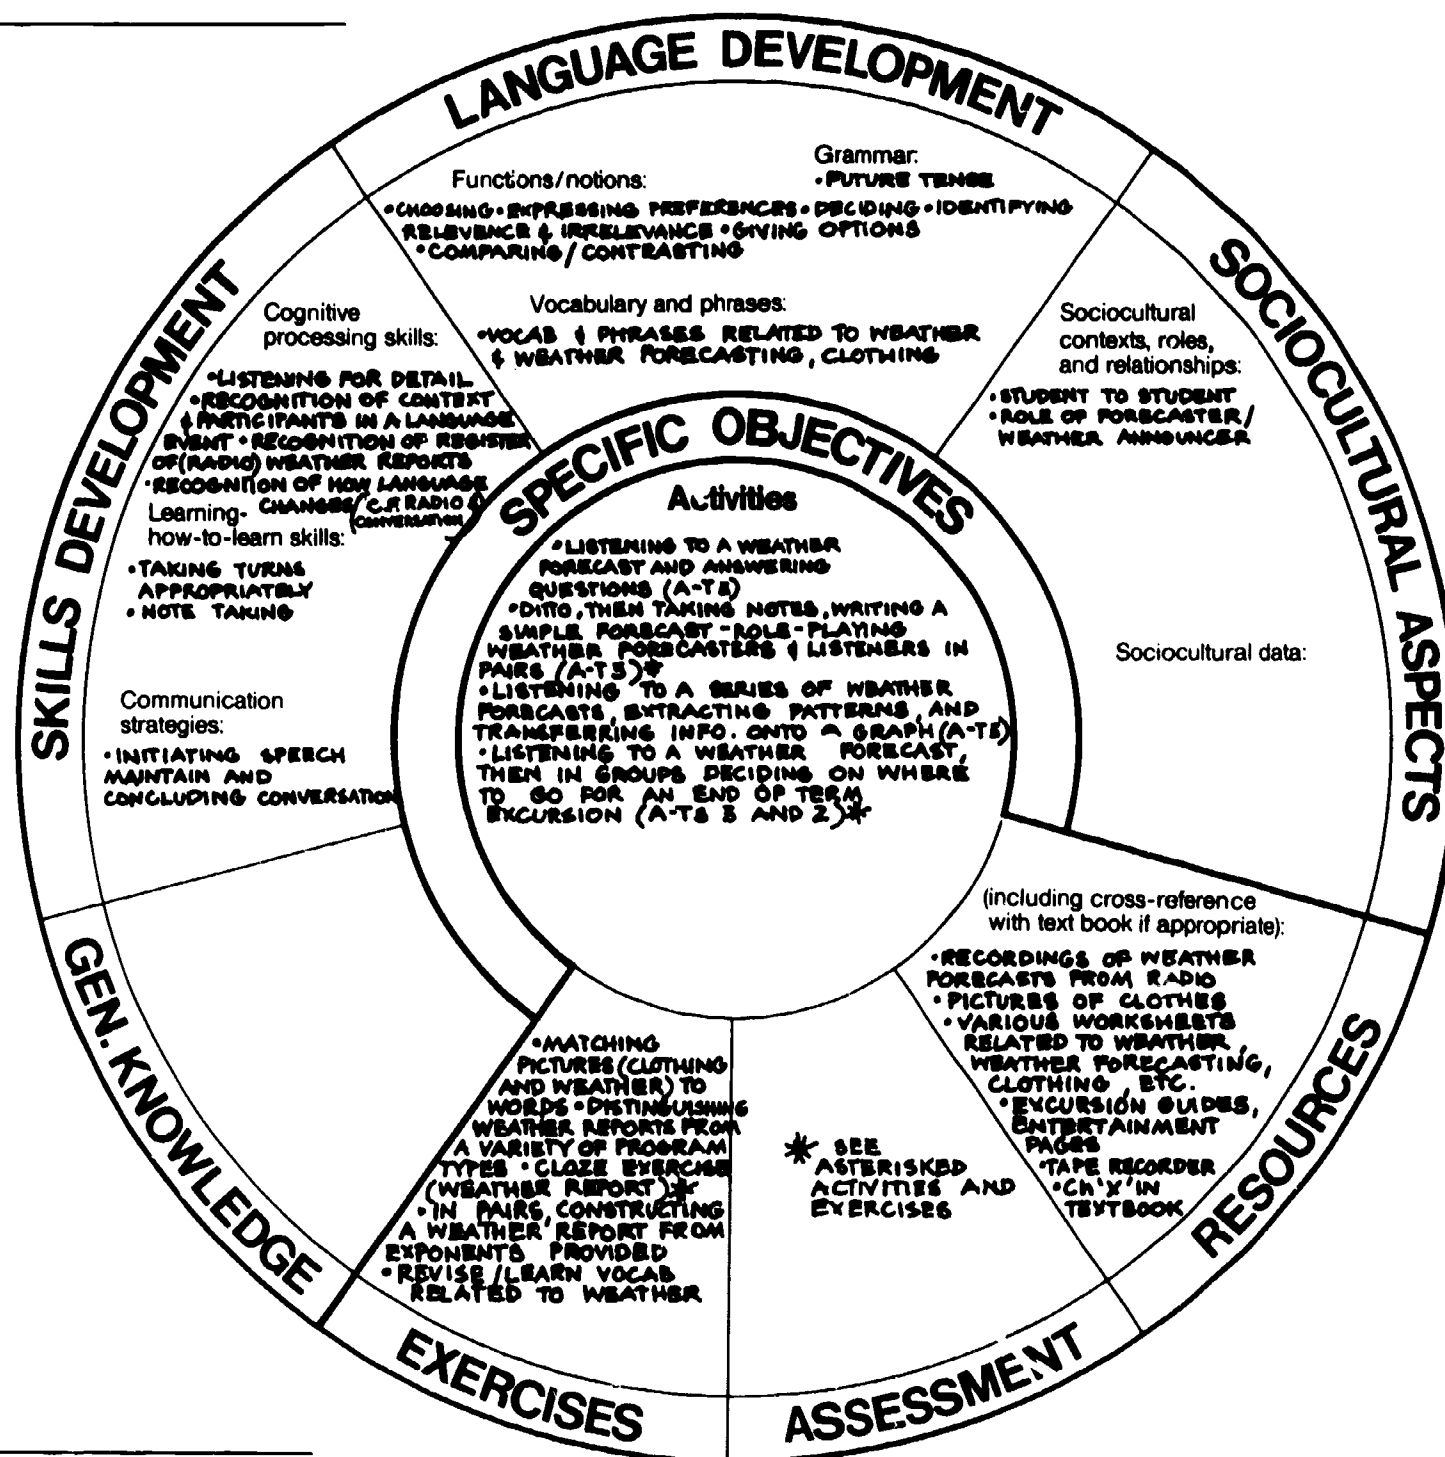 LANGUAGE DEVELOPMENT
Functions/notions:
Grammar:
• FUTURE TENSE
• CHOOSING • EXPRESSING PREFERENCES • DECIDING • IDENTIFYING
RELEVENCE & IRRELEVANCE • GIVING OPTIONS
• COMPARING / CONTRASTING
Vocabulary and phrases:
• VOCAB & PHRASES RELATED TO WEATHER
& WEATHER FORECASTING, CLOTHING
SOCIOCULTURAL ASPECTS
Sociocultural
contexts, roles,
and relationships:
• STUDENT TO STUDENT
• ROLE OF FORECASTER/
WEATHER ANNOUNCER
Sociocultural data:
SKILLS DEVELOPMENT
Cognitive
processing skills:
• LISTENING FOR DETAIL
• RECOGNITION OF CONTEXT
& PARTICIPANTS IN A LANGUAGE
EVENT • RECOGNITION OF REGISTER
OF (RADIO) WEATHER REPORTS
• RECOGNITION OF HOW LANGUAGE
CHANGES (C.F. RADIO &
CONVERSATION)
Learning-
how-to-learn skills:
• TAKING TURNS
APPROPRIATELY
• NOTE TAKING
Communication
strategies:
• INITIATING SPEECH
MAINTAIN AND
CONCLUDING CONVERSATION
SPECIFIC OBJECTIVES
Activities
• LISTENING TO A WEATHER
FORECAST AND ANSWERING
QUESTIONS (A-T3)
• DITTO, THEN TAKING NOTES, WRITING A
SIMPLE FORECAST - ROLE-PLAYING
WEATHER FORECASTERS & LISTENERS IN
PAIRS (A-T3)*
• LISTENING TO A SERIES OF WEATHER
FORECASTS, EXTRACTING PATTERNS, AND
TRANSFERRING INFO. ONTO A GRAPH (A-T3)
• LISTENING TO A WEATHER FORECAST,
THEN IN GROUPS DECIDING ON WHERE
TO GO FOR AN END OF TERM
EXCURSION (A-TS 3 AND 2)*
GEN. KNOWLEDGE
EXERCISES
• MATCHING
PICTURES (CLOTHING
AND WEATHER) TO
WORDS • DISTINGUISHING
WEATHER REPORTS FROM
A VARIETY OF PROGRAM
TYPES • CLOZE EXERCISE
(WEATHER REPORT)*
• IN PAIRS, CONSTRUCTING
A WEATHER REPORT FROM
EXPONENTS PROVIDED
• REVISE / LEARN VOCAB
RELATED TO WEATHER
ASSESSMENT
* SEE
ASTERISKED
ACTIVITIES AND
EXERCISES
RESOURCES
(including cross-reference
with text book if appropriate):
• RECORDINGS OF WEATHER
FORECASTS FROM RADIO
• PICTURES OF CLOTHES
• VARIOUS WORKSHEETS
RELATED TO WEATHER,
WEATHER FORECASTING,
CLOTHING, ETC.
• EXCURSION GUIDES,
ENTERTAINMENT
PAGES
• TAPE RECORDER
• Ch 'X' IN
TEXTBOOK